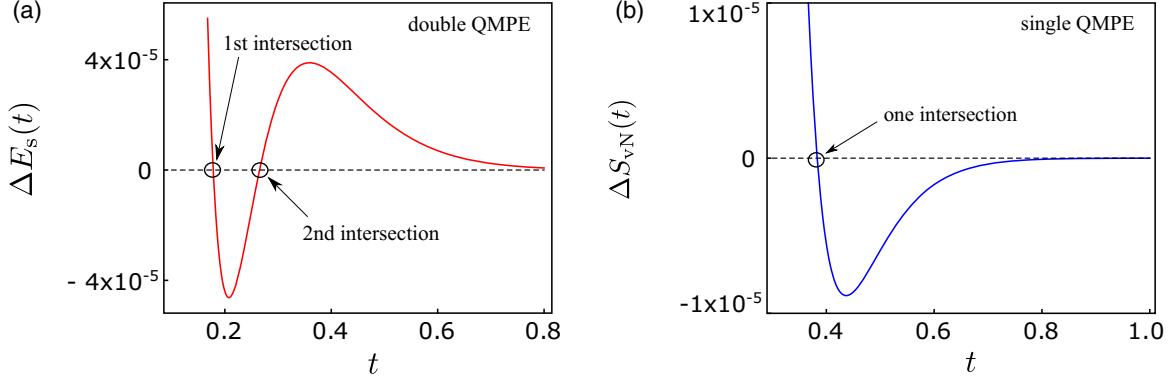 (a)
double QMPE
1st intersection
4x10⁻⁵
ΔEₛ(t)
0
2nd intersection
- 4x10⁻⁵
0.2
0.4
0.6
0.8
t
(b)
1x10⁻⁵
single QMPE
ΔS_vN(t)
one intersection
0
-1x10⁻⁵
0.4
0.6
0.8
1.0
t